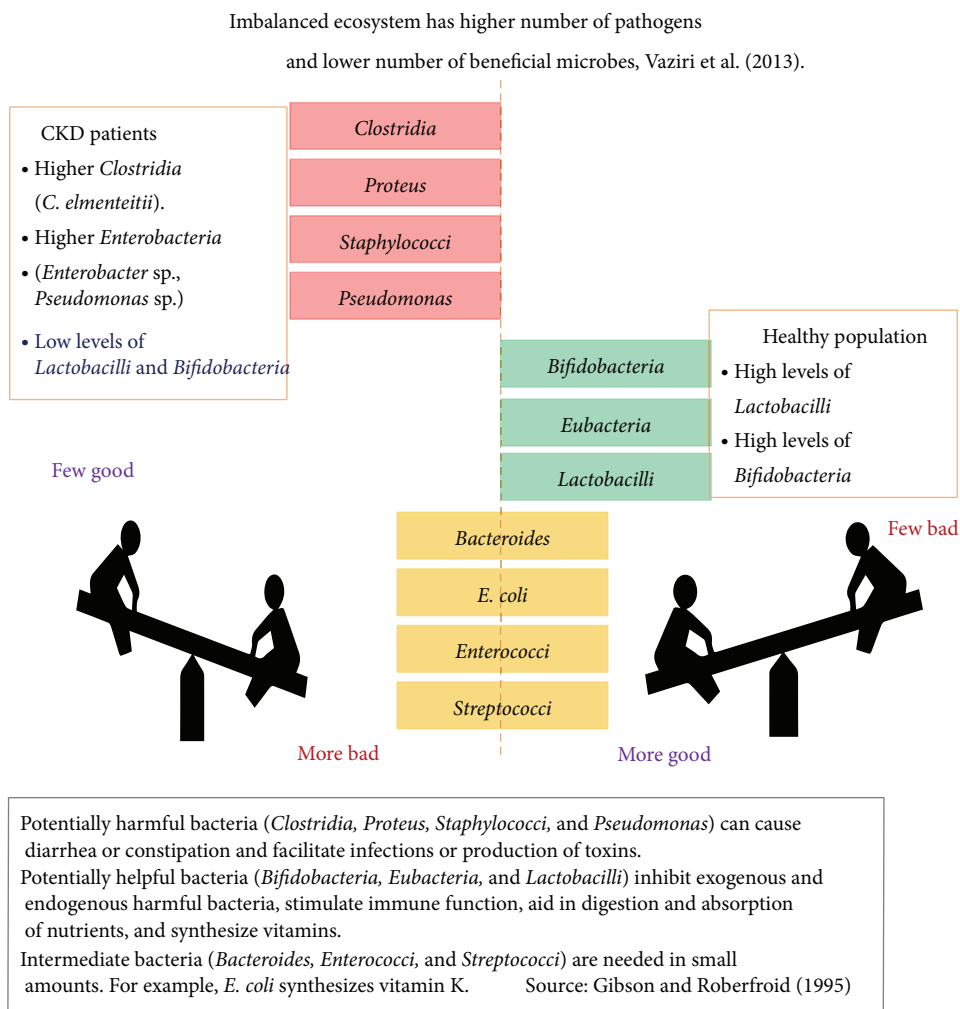 Imbalanced ecosystem has higher number of pathogens
and lower number of beneficial microbes, Vaziri et al. (2013).
CKD patients
• Higher Clostridia
(C. elmenteitii).
• Higher Enterobacteria
• (Enterobacter sp.,
Pseudomonas sp.)
• Low levels of
Lactobacilli and Bifidobacteria
Clostridia
Proteus
Staphylococci
Pseudomonas
Bifidobacteria
Eubacteria
Lactobacilli
Healthy population
• High levels of
Lactobacilli
• High levels of
Bifidobacteria
Few good
Few bad
Bacteroides
E. coli
Enterococci
Streptococci
More bad
More good
Potentially harmful bacteria (Clostridia, Proteus, Staphylococci, and Pseudomonas) can cause
diarrhea or constipation and facilitate infections or production of toxins.
Potentially helpful bacteria (Bifidobacteria, Eubacteria, and Lactobacilli) inhibit exogenous and
endogenous harmful bacteria, stimulate immune function, aid in digestion and absorption
of nutrients, and synthesize vitamins.
Intermediate bacteria (Bacteroides, Enterococci, and Streptococci) are needed in small
amounts. For example, E. coli synthesizes vitamin K. Source: Gibson and Roberfroid (1995)